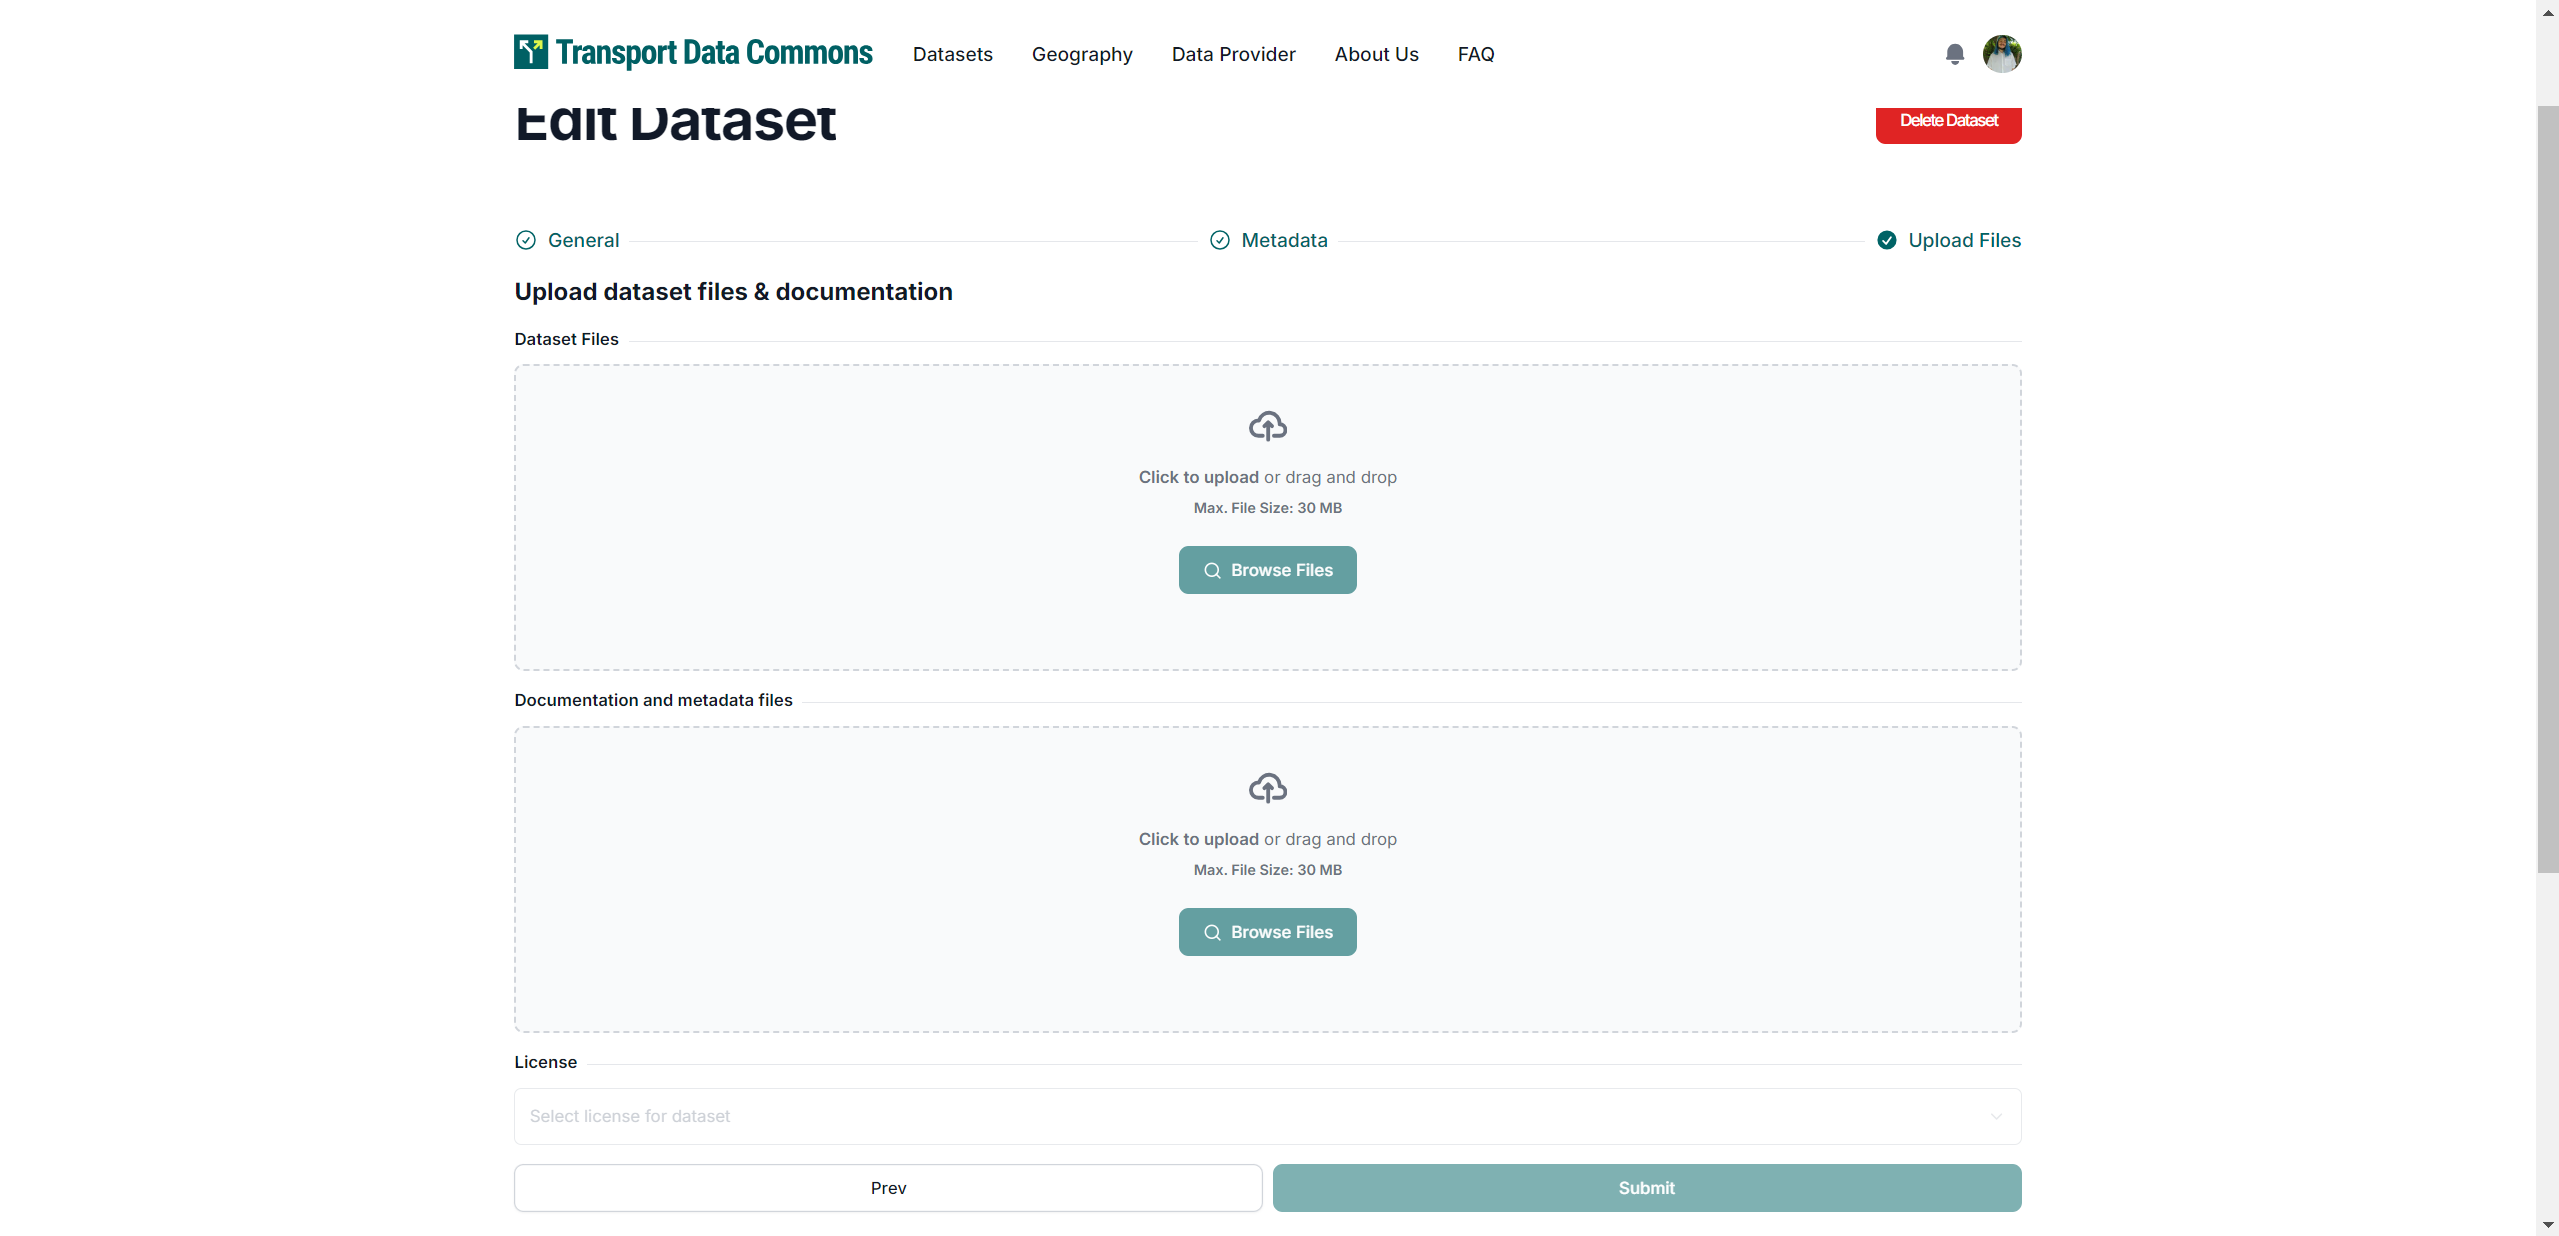 Transport Data Commons Datasets Geography Data Provider About Us FAQ
Edit Dataset Delete Dataset
General Metadata Upload Files
Upload dataset files & documentation
Dataset Files
Click to upload or drag and drop
Max. File Size: 30 MB
Browse Files
Documentation and metadata files
Click to upload or drag and drop
Max. File Size: 30 MB
Browse Files
License
Select license for dataset
Prev Submit